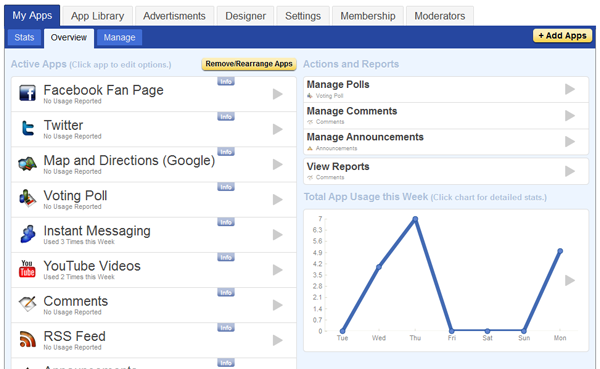 My Apps
App Library
Advertisments
Designer
Settings
Membership
Moderators
Stats
Overview
Manage
+ Add Apps
Active Apps (Click app to edit options.)
Remove/Rearrange Apps
Info
Facebook Fan Page
No Usage Reported
Info
Twitter
No Usage Reported
Info
Map and Directions (Google)
No Usage Reported
Info
Voting Poll
No Usage Reported
Info
Instant Messaging
Used 3 Times this Week
Info
You
Tube
YouTube Videos
Used 2 Times this Week
Info
Comments
No Usage Reported
Info
RSS Feed
No Usage Reported
Info
Announcements
Actions and Reports
Manage Polls
Voting Poll
Manage Comments
Comments
Manage Announcements
Announcements
View Reports
Comments
Total App Usage this Week (Click chart for detailed stats.)
7
6.3
5.6
4.9
4.2
3.5
2.8
2.1
1.4
0.7
0
Tue Wed Thu Fri Sat Sun Mon